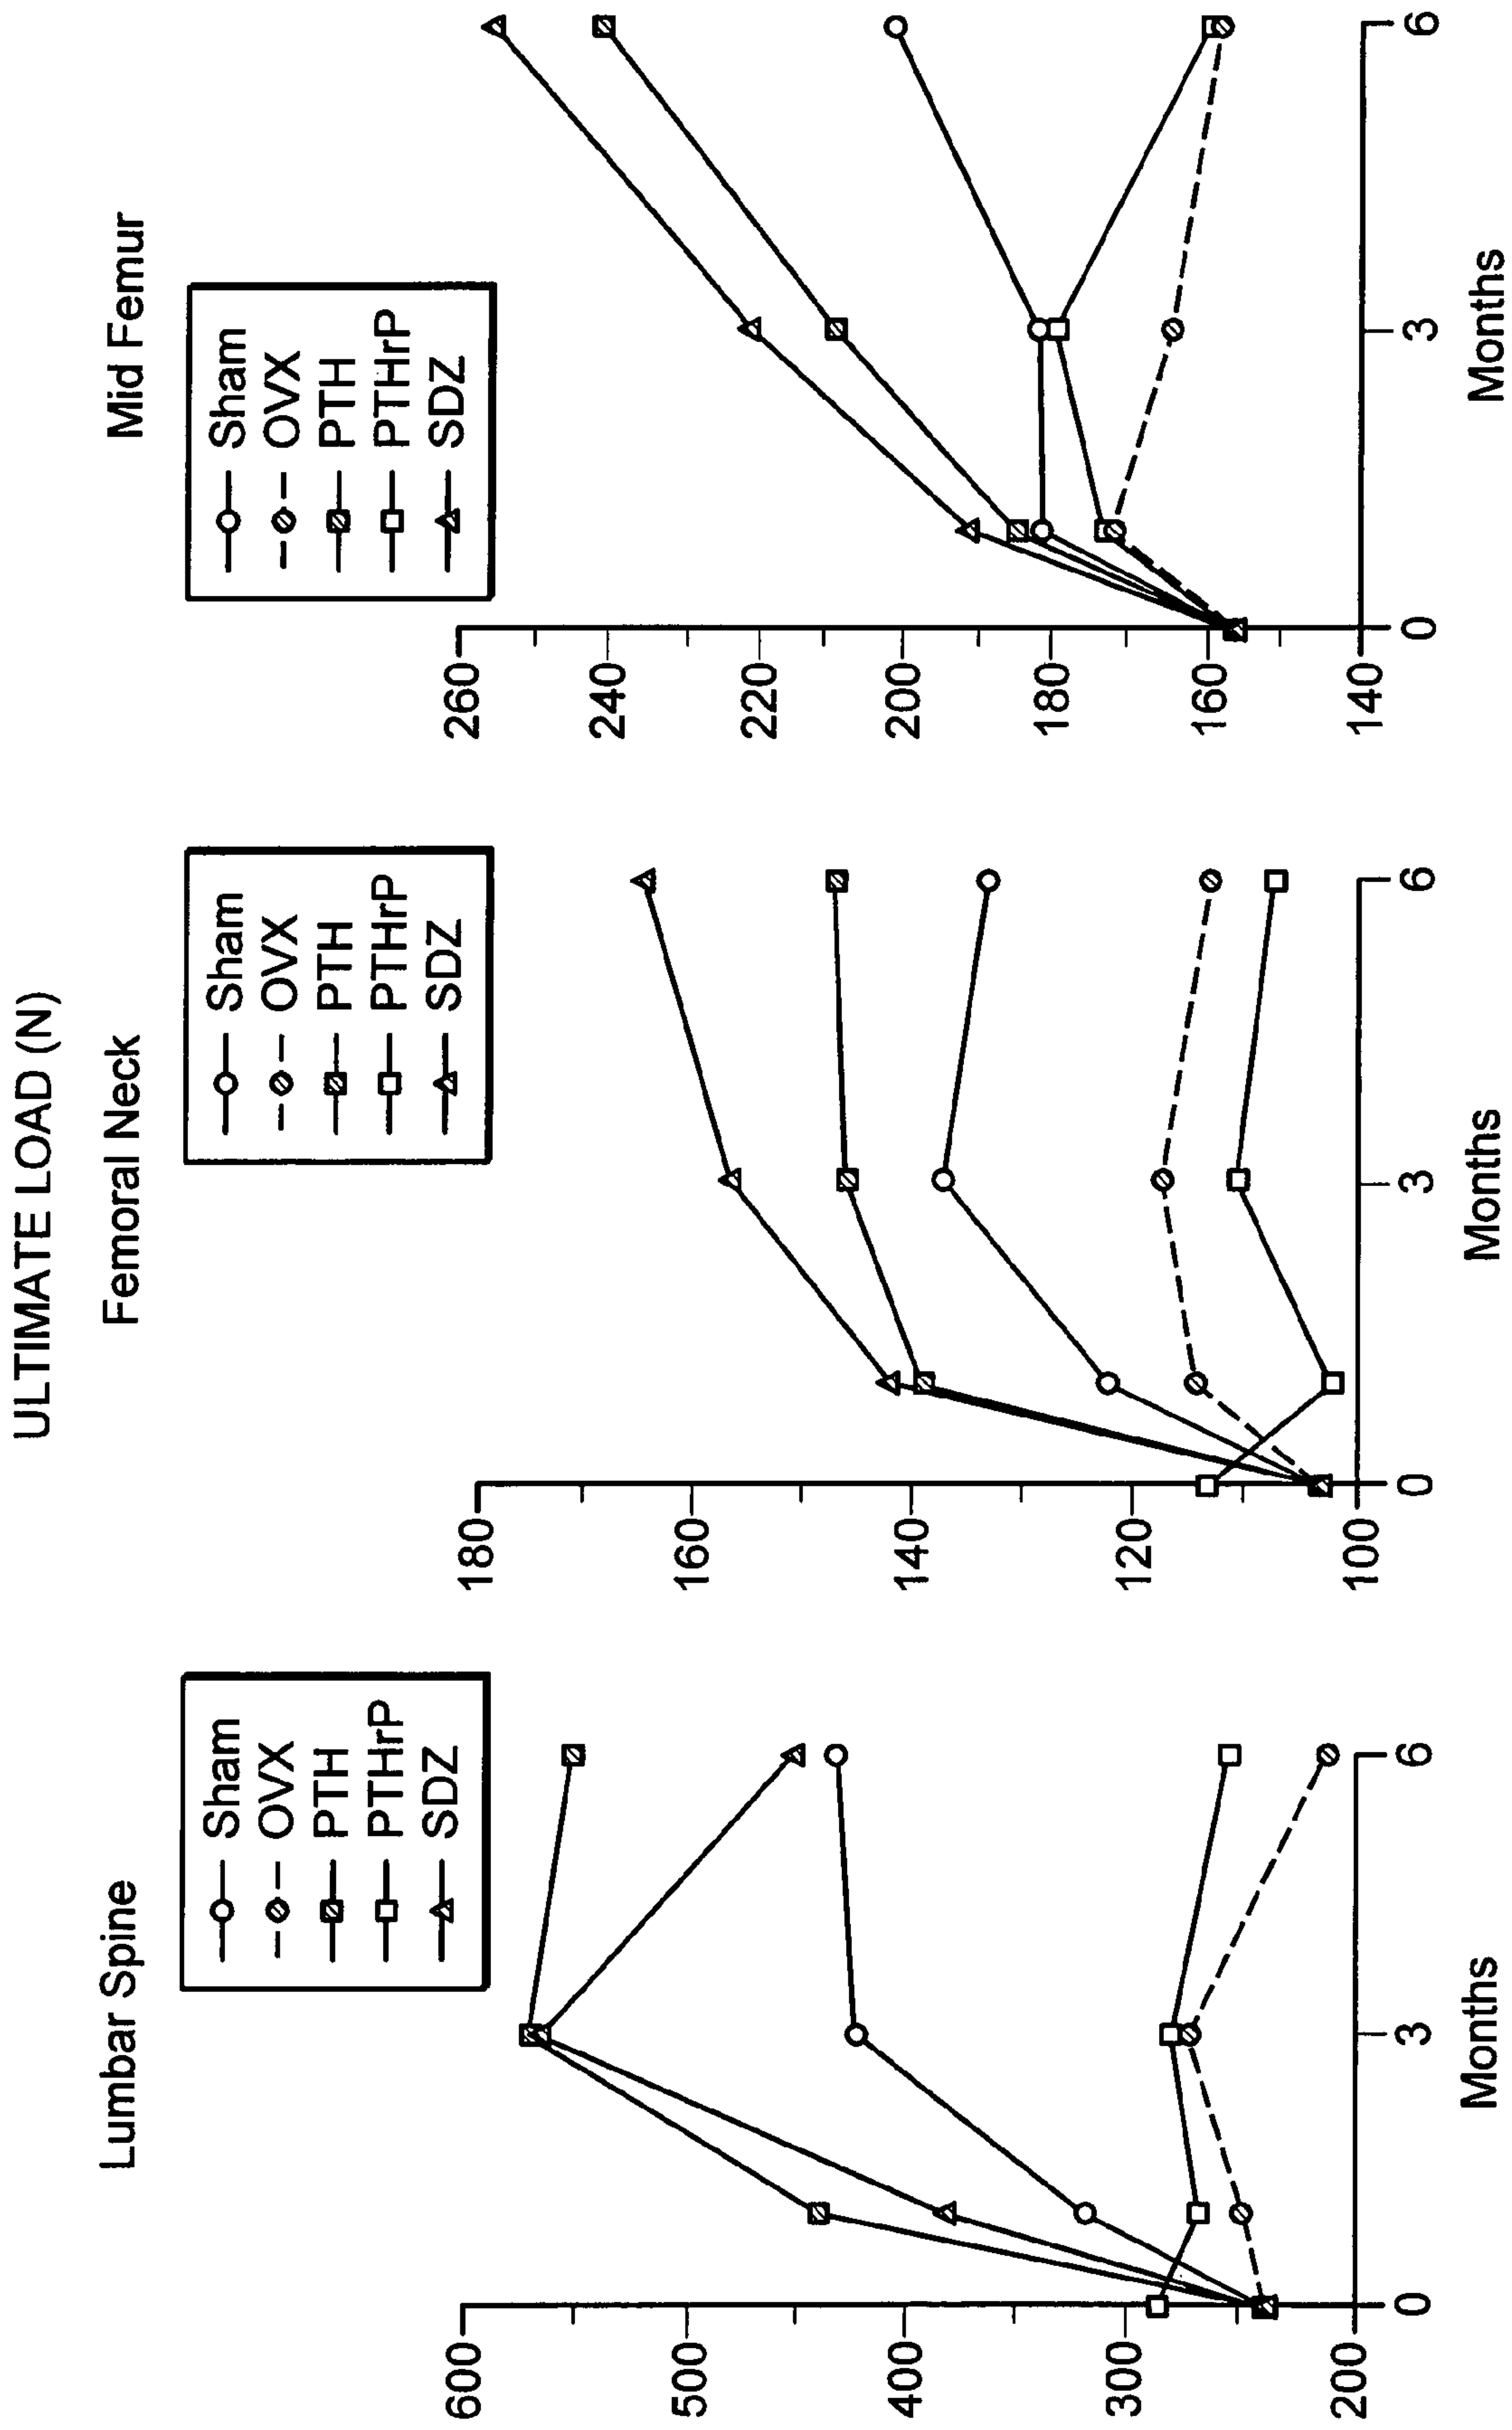 ULTIMATE LOAD (N)
Lumbar Spine
Sham
OVX
PTH
PTHrP
SDZ
600
500
400
300
200
0
3
6
Months
Femoral Neck
Sham
OVX
PTH
PTHrP
SDZ
180
160
140
120
100
0
3
6
Months
Mid Femur
Sham
OVX
PTH
PTHrP
SDZ
260
240
220
200
180
160
140
0
3
6
Months